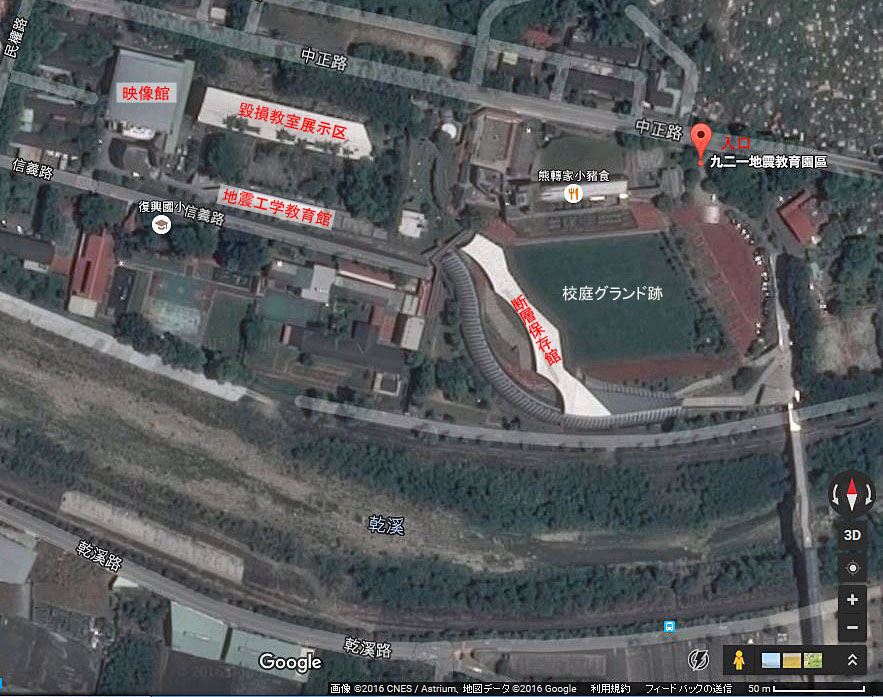 民權路
中正路
映像館
毀損教室展示区
中正路
入口
九二一地震教育園區
信義路
熊轉家小豬食
地震工学教育館
復興國小
信義路
校庭グランド跡
断層保存館
乾溪
3D
乾溪路
乾溪路
Google
画像 ©2016 CNES / Astrium、地図データ ©2016 Google 利用規約 フィードバックの送信 50 m